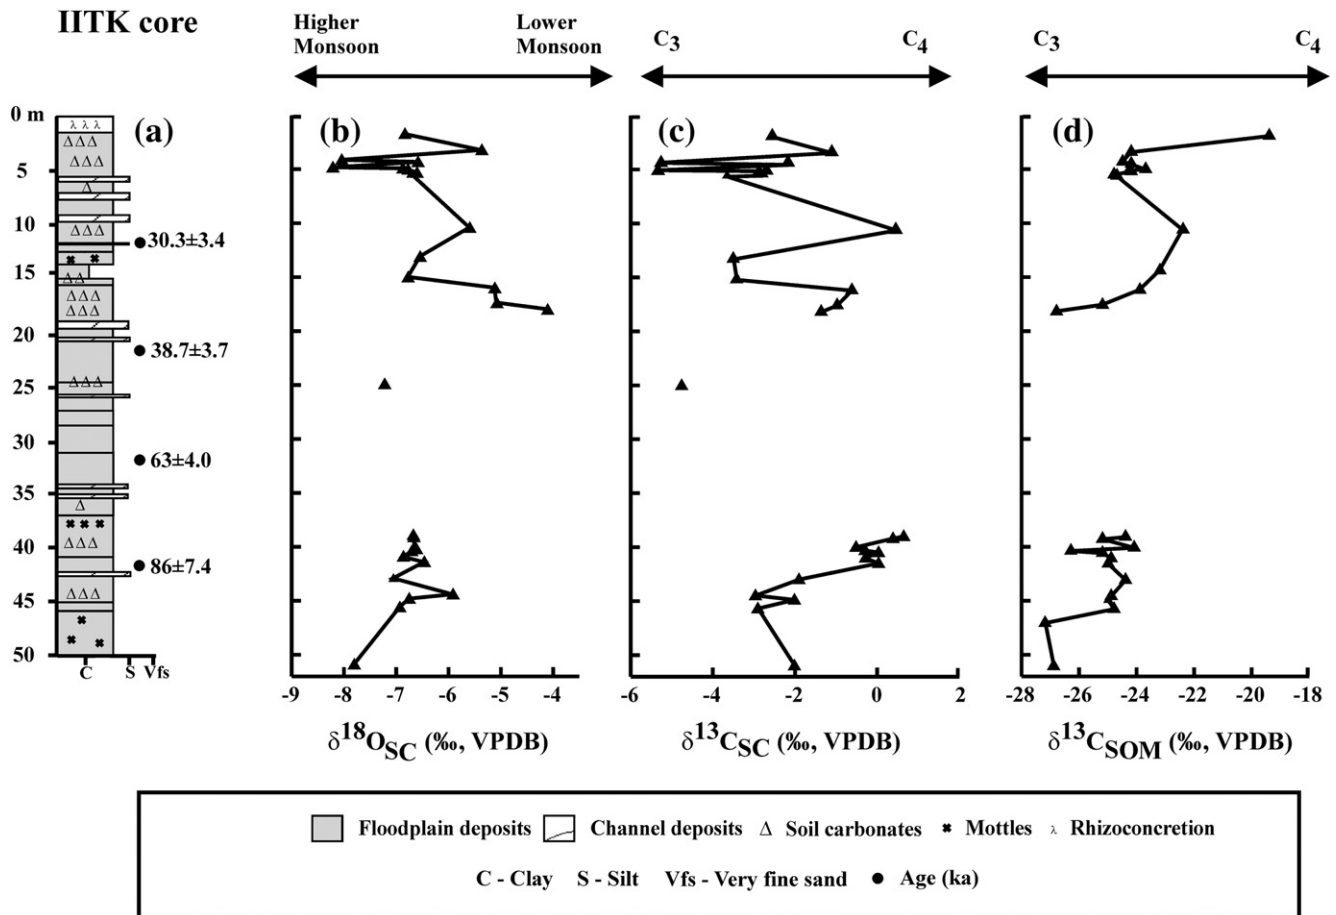 IITK core
Higher Monsoon
Lower Monsoon
C3 C4
C3 C4
0 m
5
10
15
20
25
30
35
40
45
50
(a)
30.3±3.4
38.7±3.7
63±4.0
86±7.4
C S Vfs
(b)
-9 -8 -7 -6 -5 -4
δ18OSC (‰, VPDB)
(c)
-6 -4 -2 0 2
δ13CSC (‰, VPDB)
(d)
-28 -26 -24 -22 -20 -18
δ13CSOM (‰, VPDB)
Floodplain deposits Channel deposits Δ Soil carbonates ✖ Mottles λ Rhizoconcretion
C - Clay S - Silt Vfs - Very fine sand ● Age (ka)